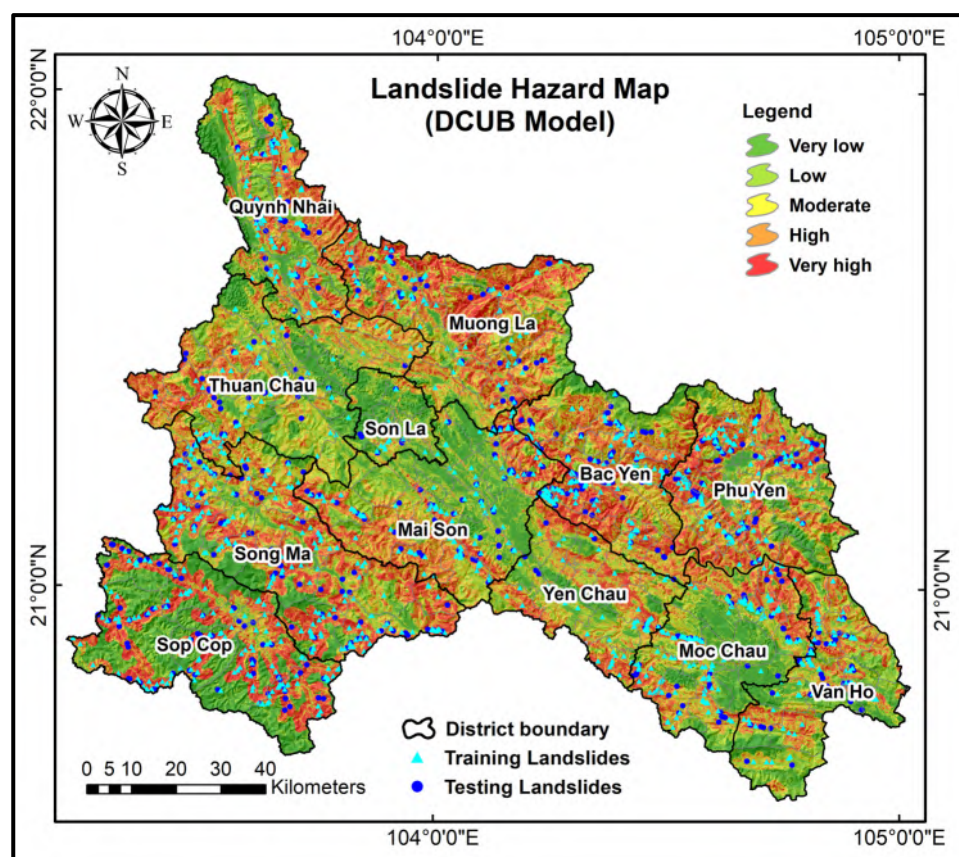 104°0'0"E
105°0'0"E
22°0'0"N
N
W
E
S
Landslide Hazard Map
(DCUB Model)
Legend
Very low
Low
Moderate
High
Very high
Quynh Nhai
Muong La
Thuan Chau
Son La
Bac Yen
Phu Yen
Mai Son
Song Ma
Yen Chau
21°0'0"N
21°0'0"N
Sop Cop
Moc Chau
Van Ho
District boundary
Training Landslides
Testing Landslides
0 5 10 20 30 40
Kilometers
104°0'0"E
105°0'0"E